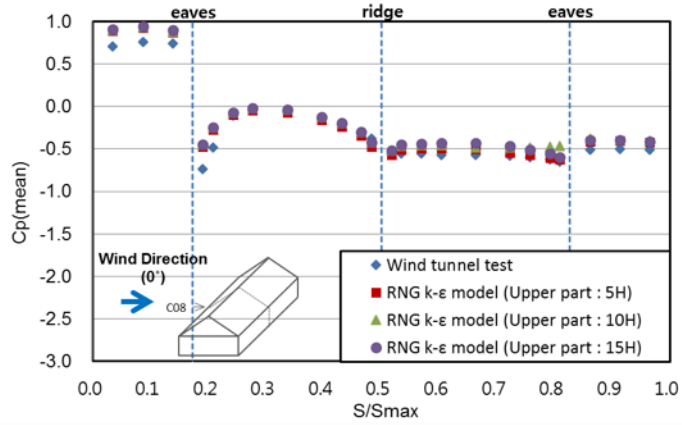 eaves ridge eaves
1.0
0.5
0.0
-0.5
-1.0
-1.5
-2.0
-2.5
-3.0
Cp(mean)
Wind Direction
(0˚)
C08
Wind tunnel test
RNG k-ε model (Upper part : 5H)
RNG k-ε model (Upper part : 10H)
RNG k-ε model (Upper part : 15H)
0.0 0.1 0.2 0.3 0.4 0.5 0.6 0.7 0.8 0.9 1.0
S/Smax